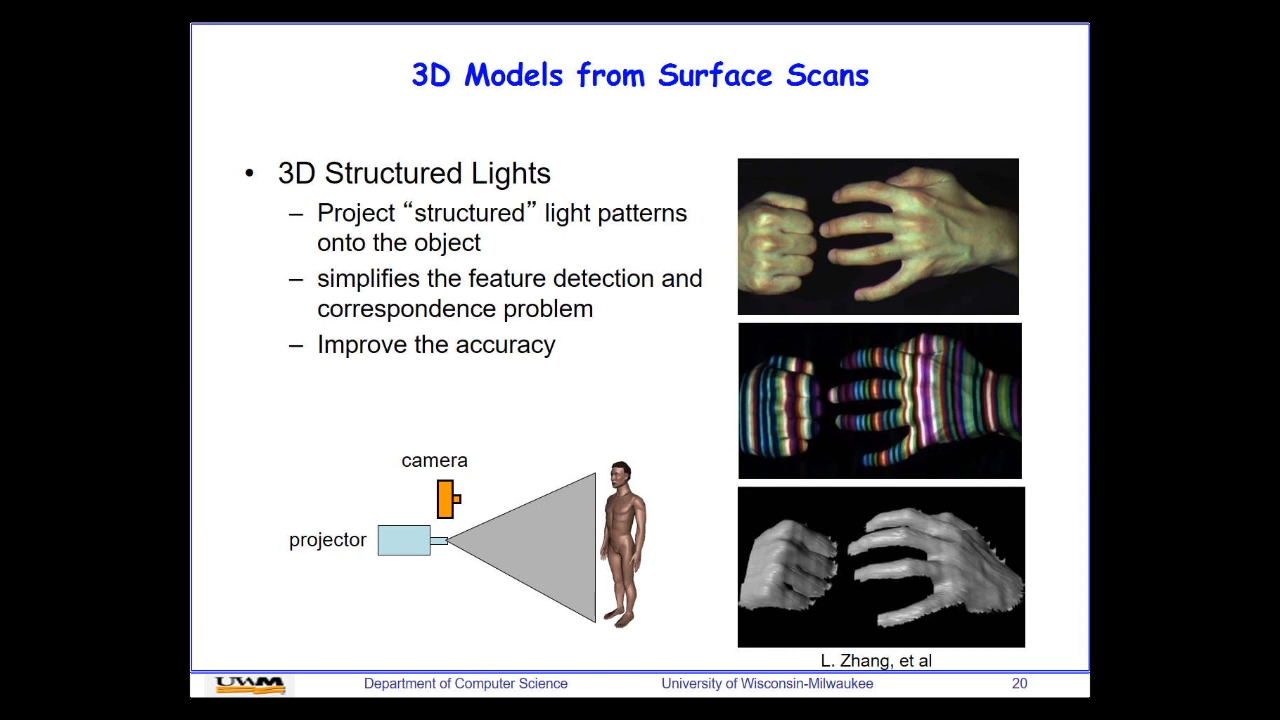 3D Models from Surface Scans
• 3D Structured Lights
– Project “structured” light patterns
onto the object
– simplifies the feature detection and
correspondence problem
– Improve the accuracy
camera
projector
L. Zhang, et al
UWM
Department of Computer Science
University of Wisconsin-Milwaukee
20